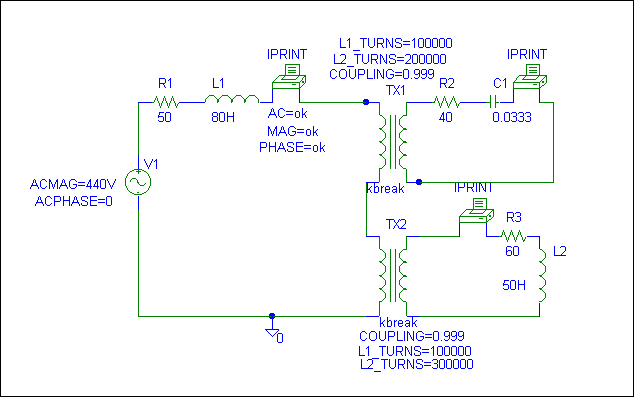 L1_TURNS=100000
IPRINT
L2_TURNS=200000
IPRINT
COUPLING=0.999
R1
L1
TX1
R2
C1
50
80H
AC=ok
MAG=ok
PHASE=ok
40
0.0333
V1
ACMAG=440V
ACPHASE=0
kbreak
IPRINT
TX2
R3
60
L2
50H
kbreak
0
COUPLING=0.999
L1_TURNS=100000
L2_TURNS=300000